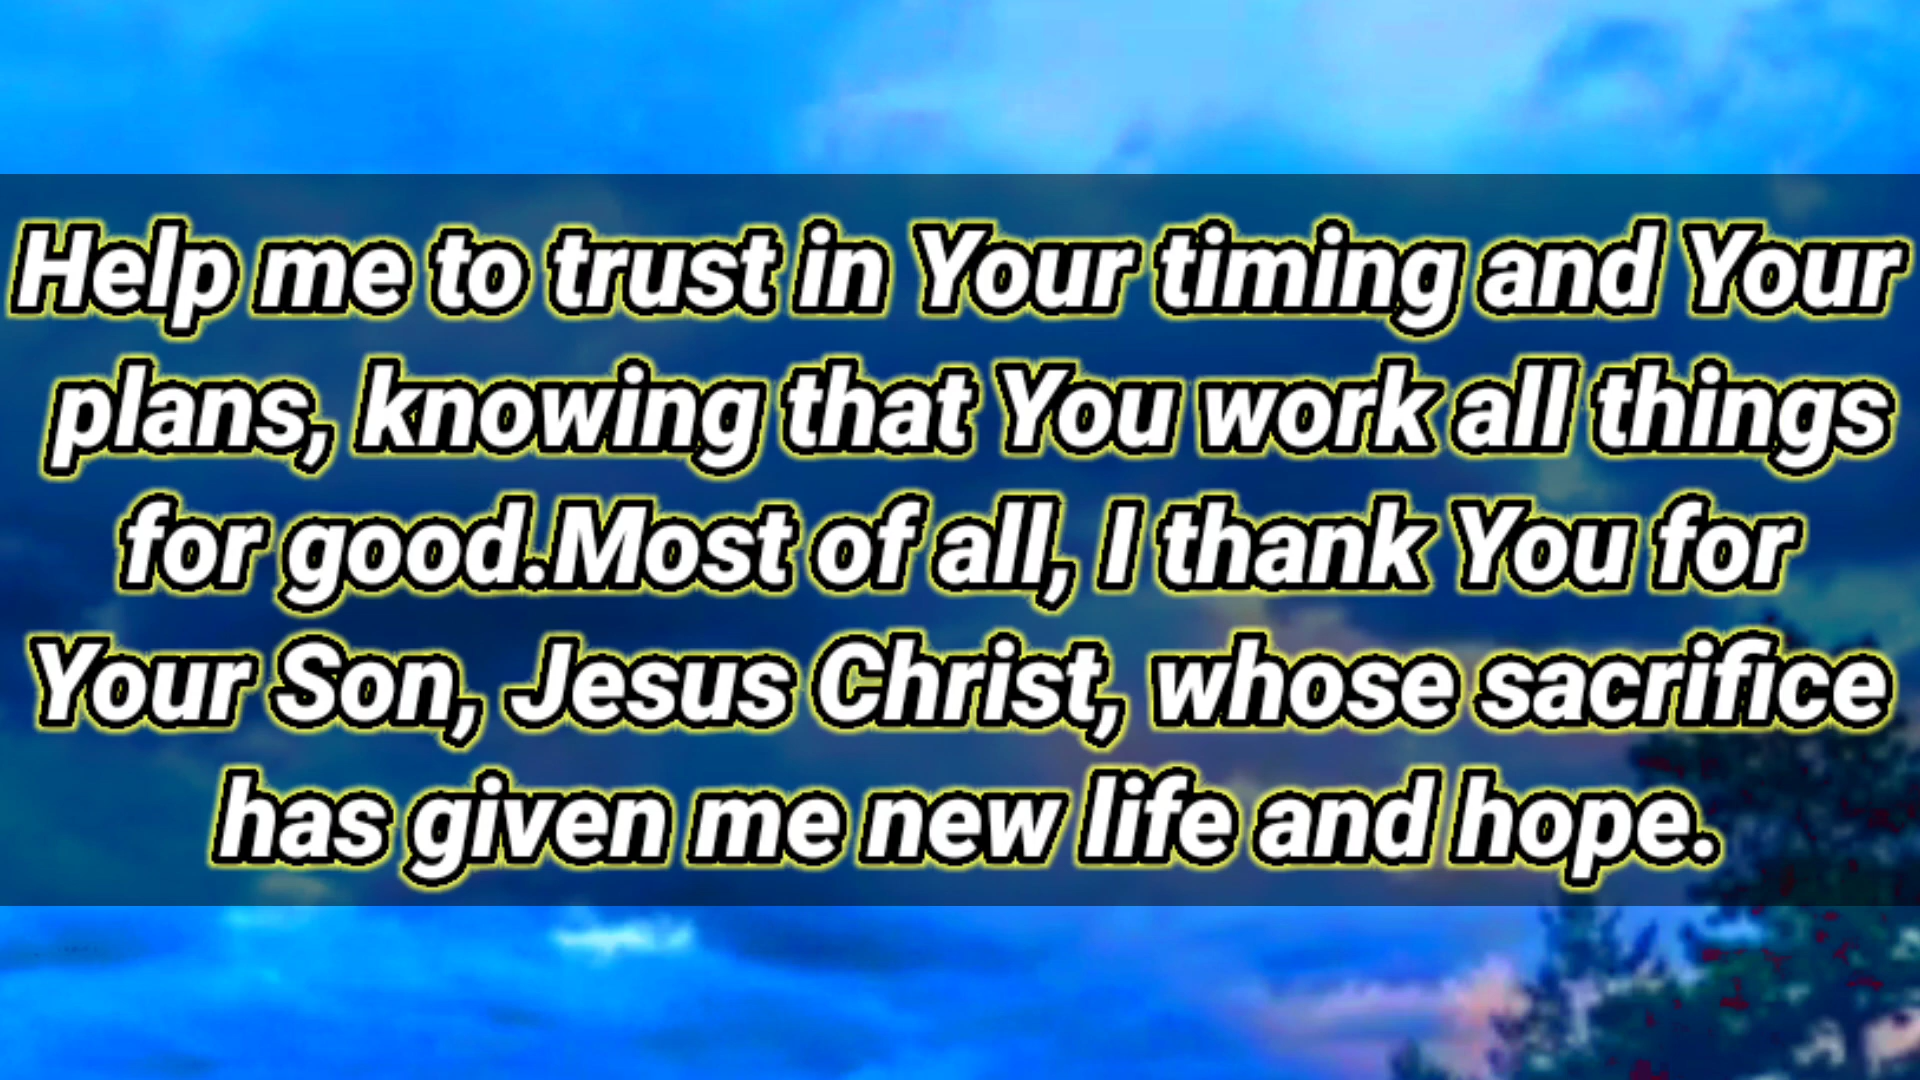 Help me to trust in Your timing and Your
plans, knowing that You work all things
for good.Most of all, I thank You for
Your Son, Jesus Christ, whose sacrifice
has given me new life and hope.